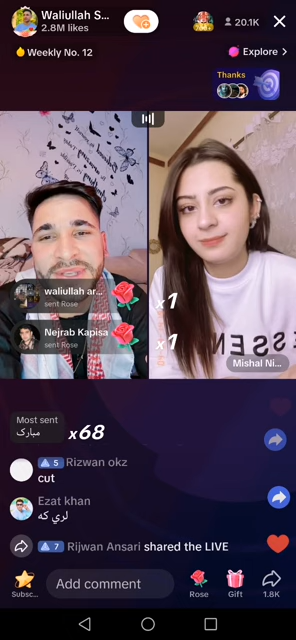 Waliullah S...
2.8M likes
20.1K
Weekly No. 12
Explore >
Thanks
waliullah ar...
sent Rose
x1
Nejrab Kapisa
sent Rose
x1
Mishal Ni...
Most sent
مبارک
x68
5 Rizwan okz
cut
Ezat khan
لري که
7 Rijwan Ansari shared the LIVE
Subsc...
Add comment
Rose
Gift
1.8K